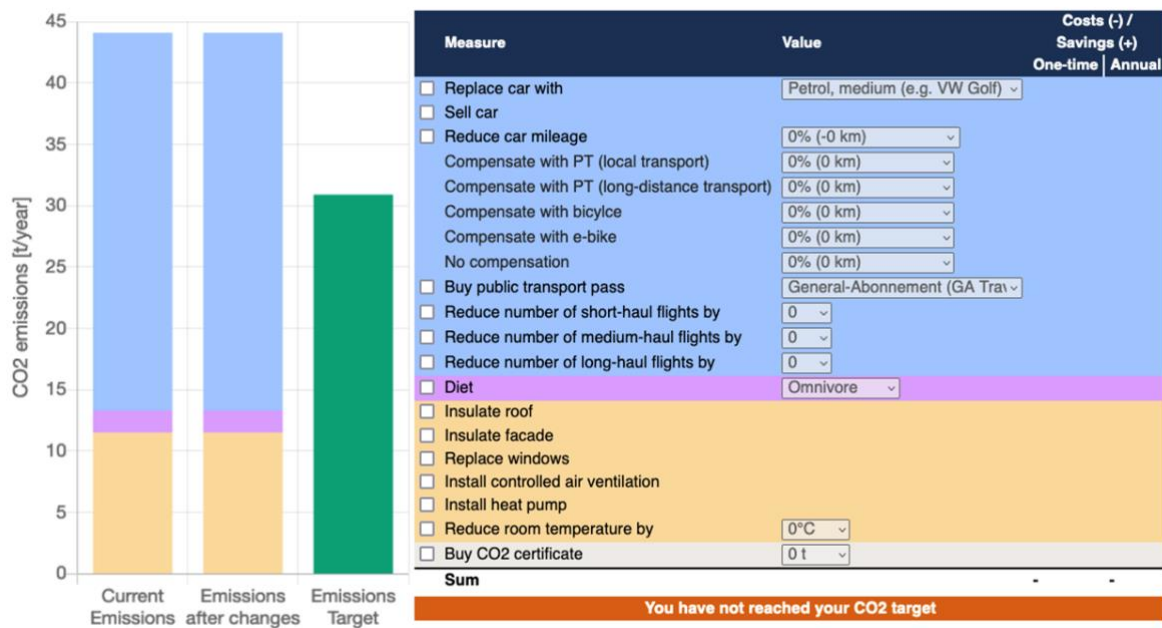 45
40
35
30
25
20
15
10
5
0
CO2 emissions [t/year]
Current Emissions
Emissions after changes
Emissions Target
Measure Value Costs (-) / Savings (+)
One-time Annual
Replace car with Petrol, medium (e.g. VW Golf)
Sell car
Reduce car mileage 0% (-0 km)
Compensate with PT (local transport) 0% (0 km)
Compensate with PT (long-distance transport) 0% (0 km)
Compensate with bicylce 0% (0 km)
Compensate with e-bike 0% (0 km)
No compensation 0% (0 km)
Buy public transport pass General-Abonnement (GA Trav
Reduce number of short-haul flights by 0
Reduce number of medium-haul flights by 0
Reduce number of long-haul flights by 0
Diet Omnivore
Insulate roof
Insulate facade
Replace windows
Install controlled air ventilation
Install heat pump
Reduce room temperature by 0°C
Buy CO2 certificate 0 t
Sum - -
You have not reached your CO2 target